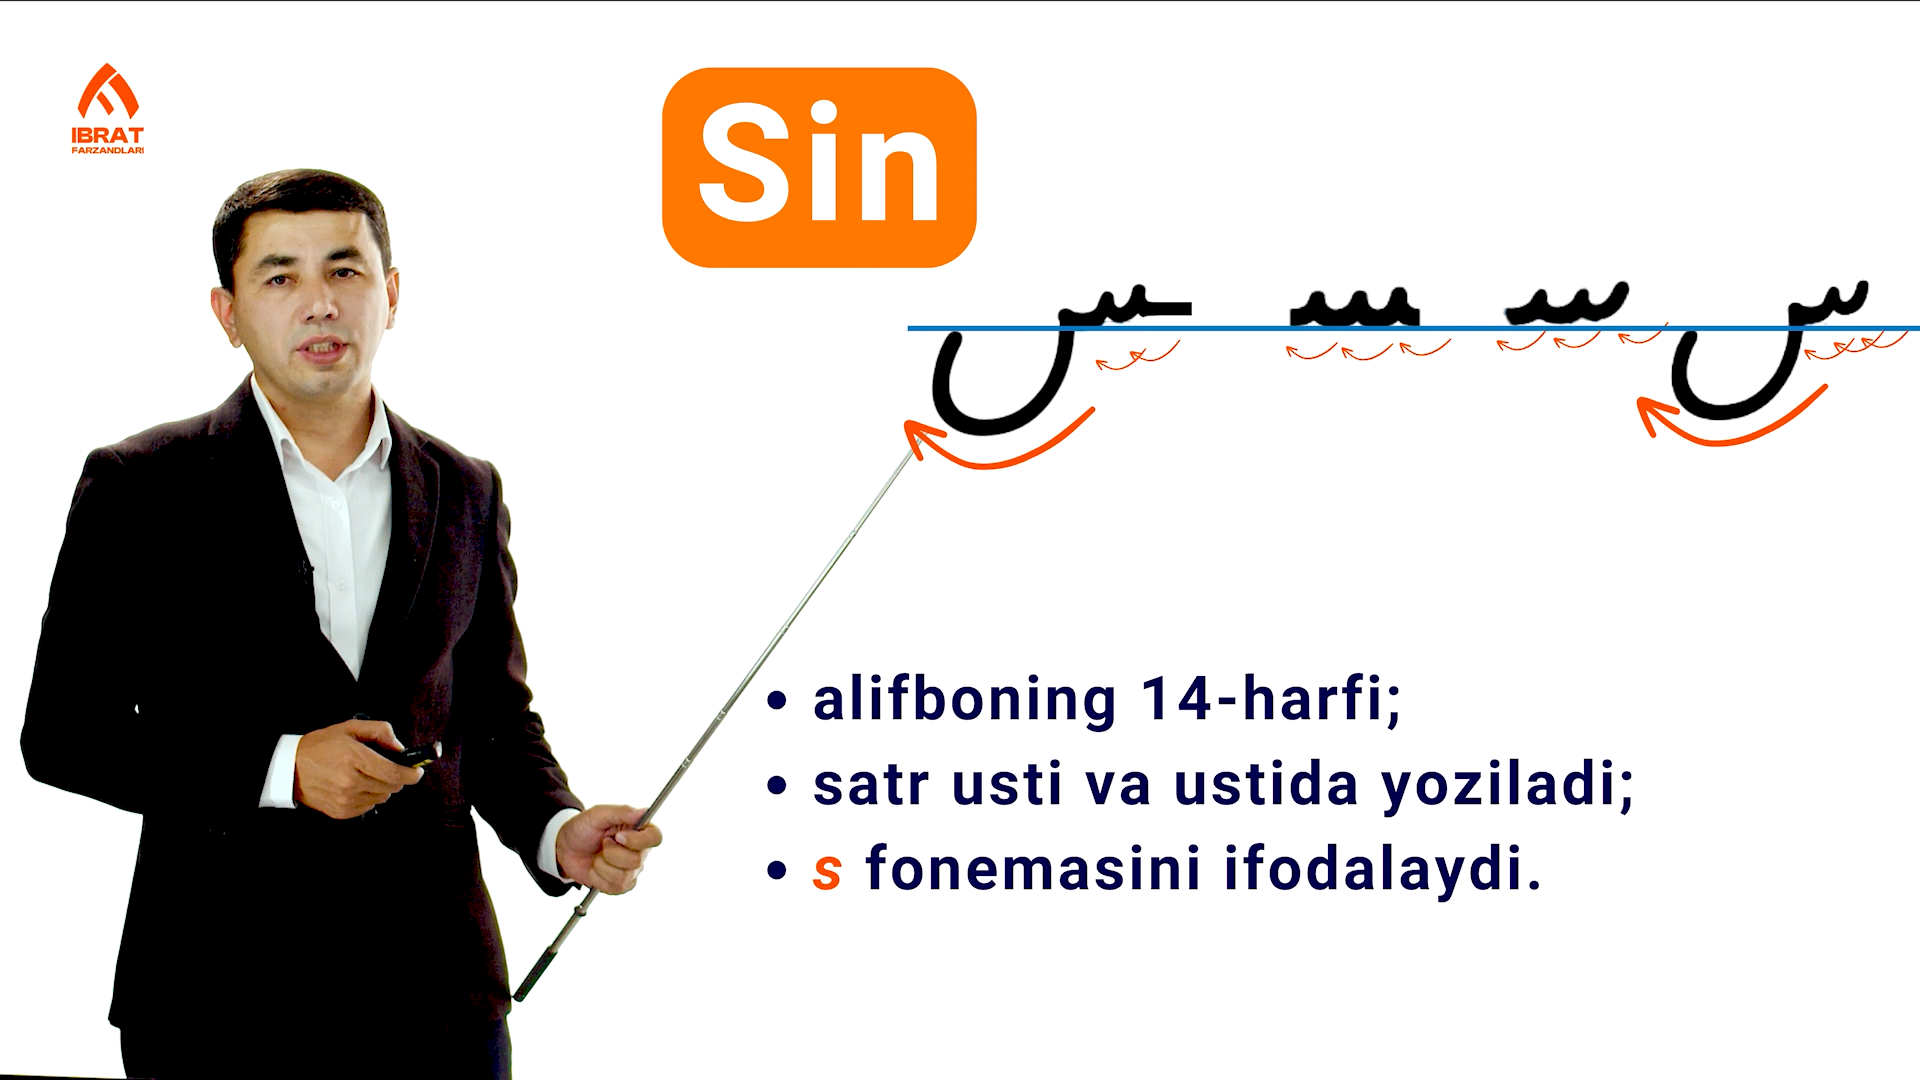 IBRAT
FARZANDLARI
Sin
ـس ـسـ سـ س
• alifboning 14-harfi;
• satr usti va ustida yoziladi;
• s fonemasini ifodalaydi.